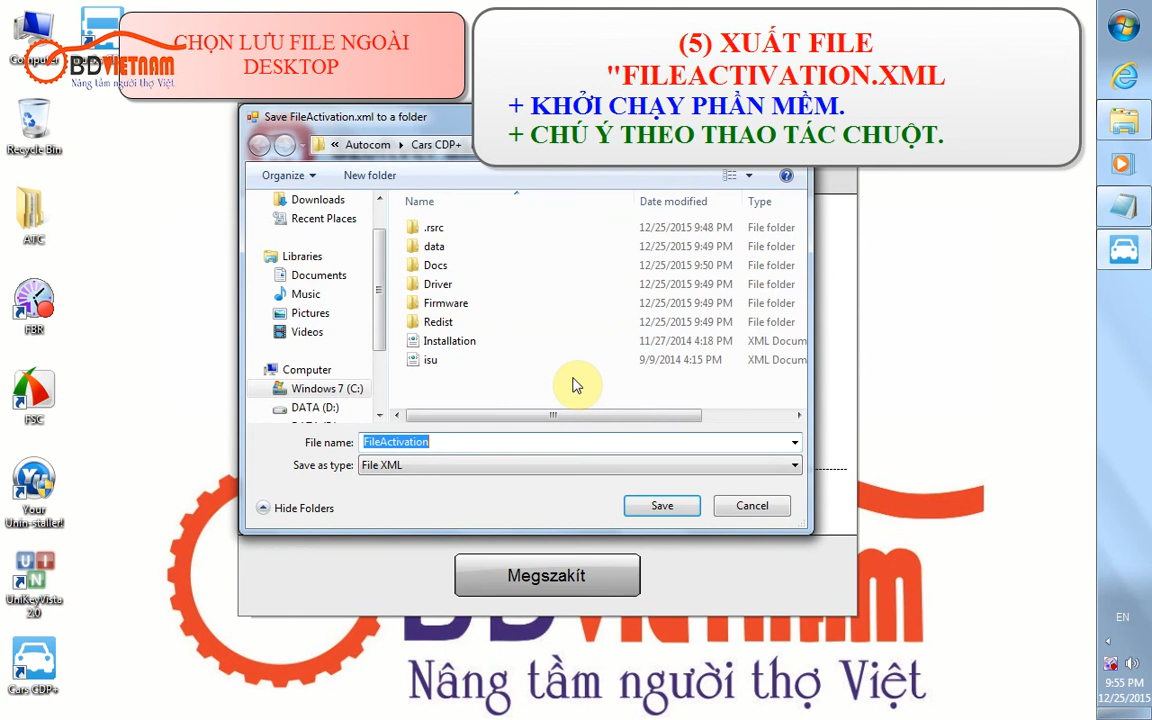 CHỌN LƯU FILE NGOÀI
DESKTOP
(5) XUẤT FILE
"FILEACTIVATION.XML
+ KHỞI CHẠY PHẦN MỀM.
+ CHÚ Ý THEO THAO TÁC CHUỘT.
BDVIETNAM
Nâng tầm người thợ Việt
Recycle Bin
ATC
FBR
FSC
Your
Unin-staller!
UniKeyVista
2.0
Cars CDP+
Save FileActivation.xml to a folder
« Autocom ▸ Cars CDP+
Organize New folder
Name Date modified Type
Downloads
Recent Places
Libraries
Documents
Music
Pictures
Videos
Computer
Windows 7 (C:)
DATA (D:)
.rsrc 12/25/2015 9:48 PM File folder
data 12/25/2015 9:49 PM File folder
Docs 12/25/2015 9:50 PM File folder
Driver 12/25/2015 9:49 PM File folder
Firmware 12/25/2015 9:49 PM File folder
Redist 12/25/2015 9:49 PM File folder
Installation 11/27/2014 4:18 PM XML Docum
isu 9/9/2014 4:15 PM XML Docum
File name: FileActivation
Save as type: File XML
Hide Folders Save Cancel
Megszakít
Nâng tầm người thợ Việt
EN
9:55 PM
12/25/2015